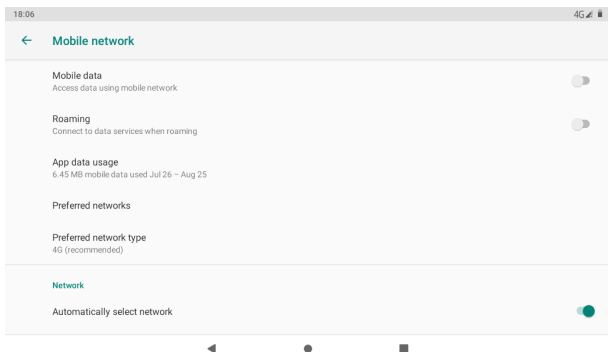 18:06 4G
Mobile network
Mobile data
Access data using mobile network
Roaming
Connect to data services when roaming
App data usage
6.45 MB mobile data used Jul 26 – Aug 25
Preferred networks
Preferred network type
4G (recommended)
Network
Automatically select network